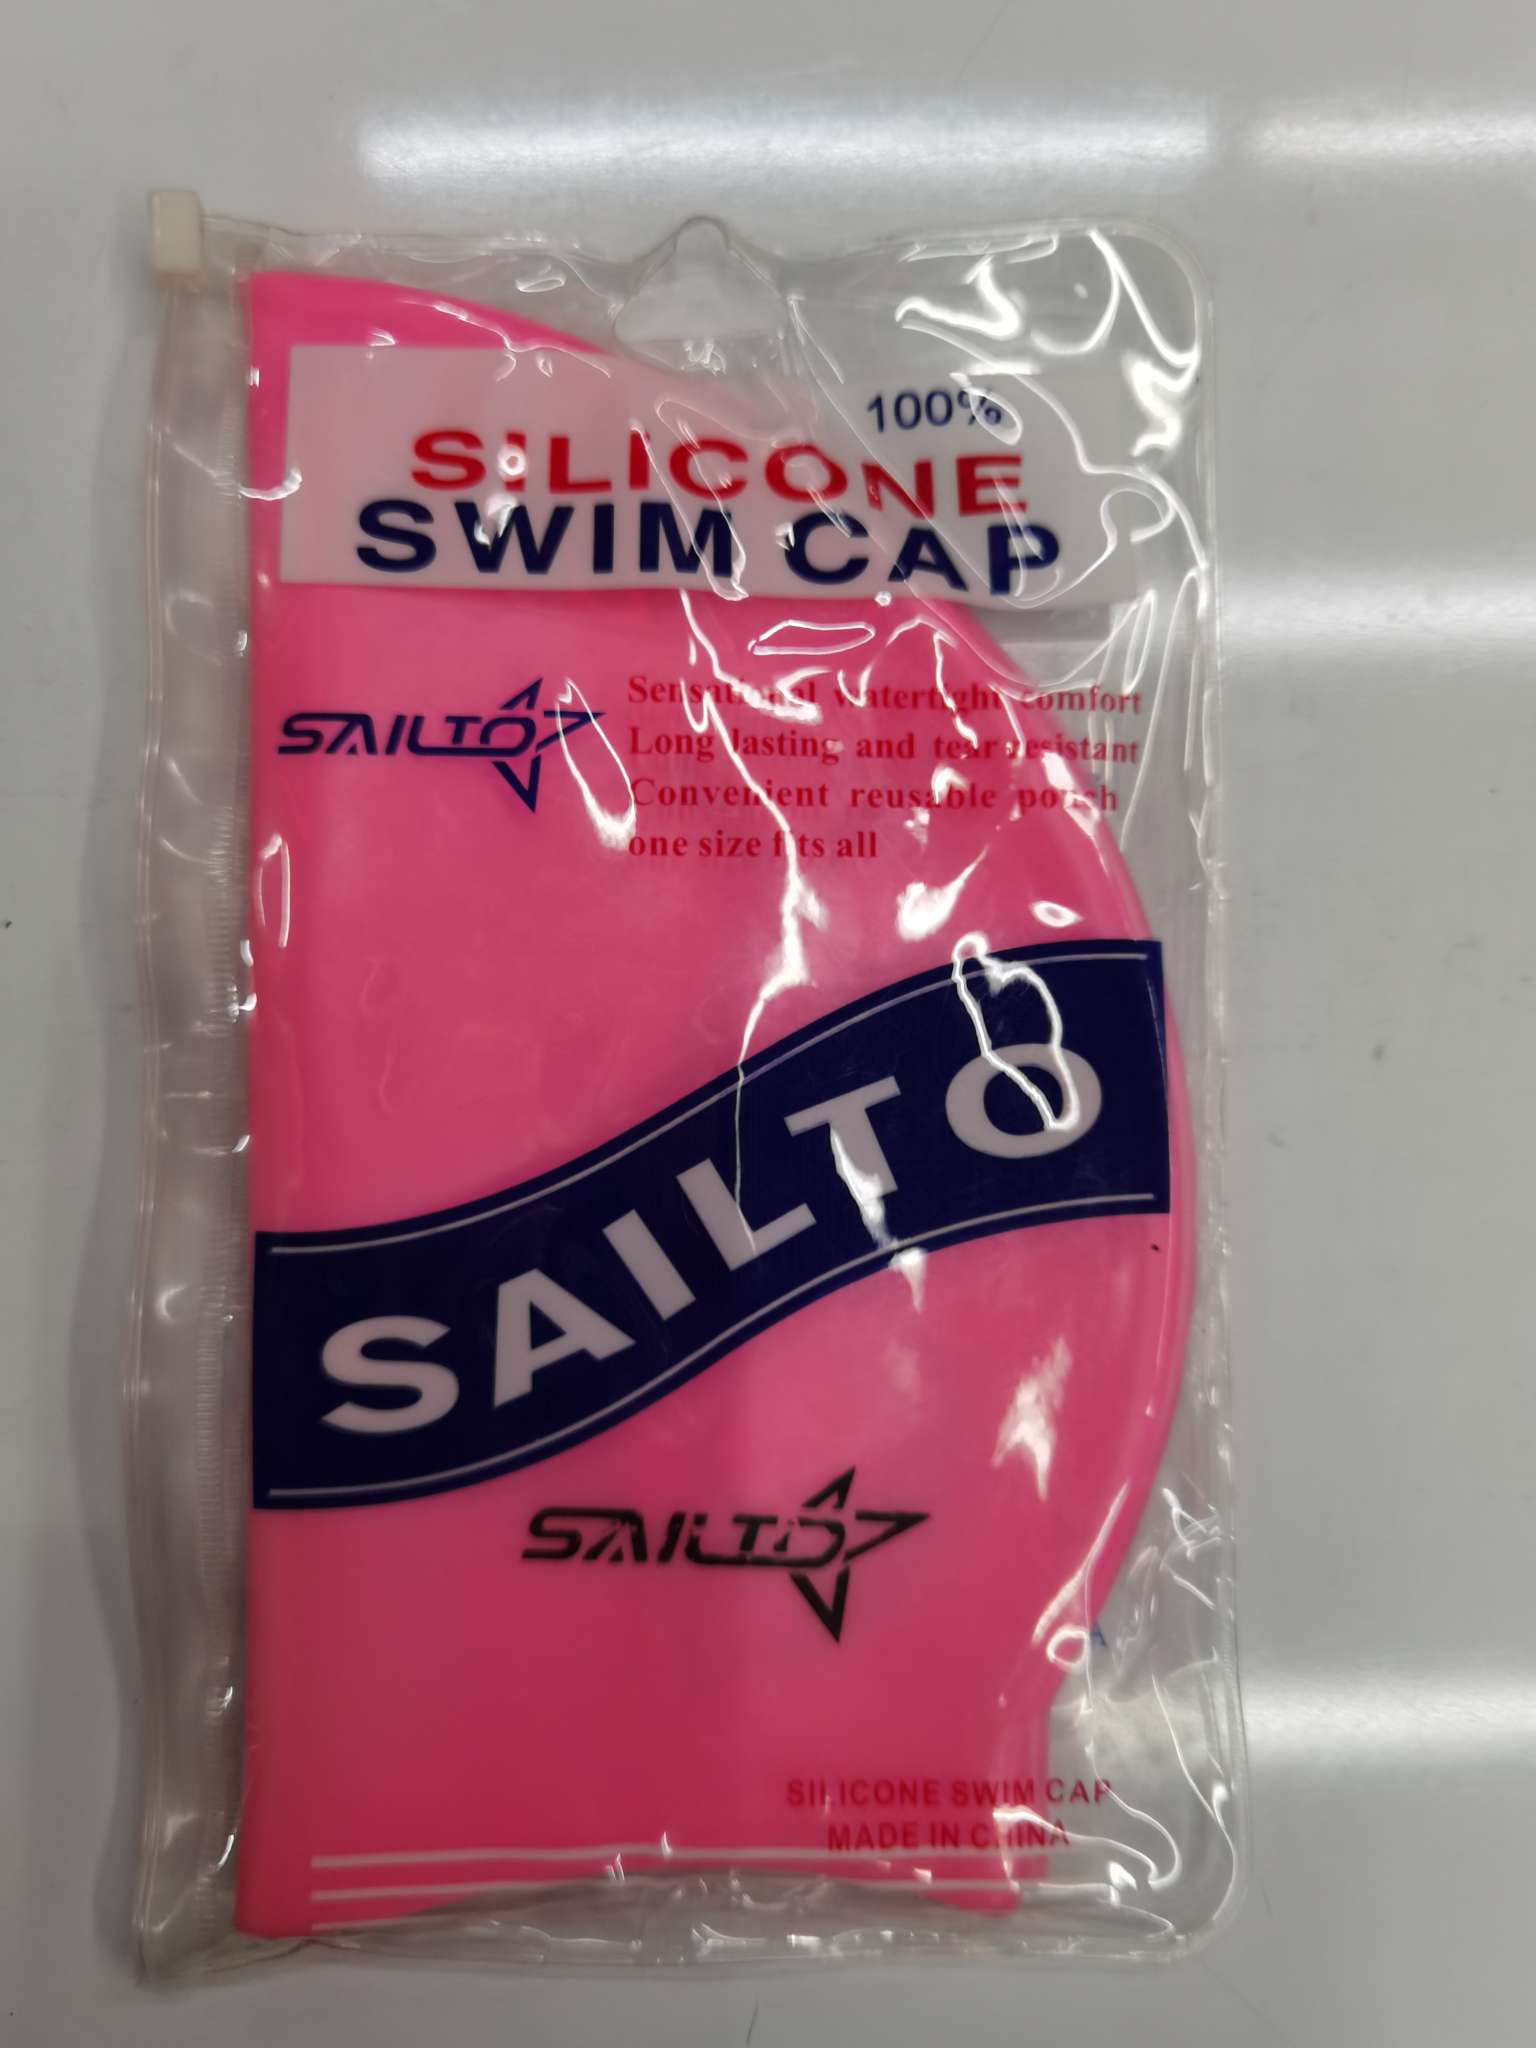 100%
SILICONE
SWIM CAP
SAILTO
Sensational watertight comfort
Long lasting and tear resistant
Convenient reusable pouch
one size fits all
SAILTO
SAILTO
SILICONE SWIM CAP
MADE IN CHINA